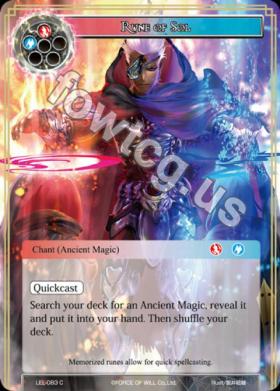 Rune of Sol
fowtcg.us
Chant (Ancient Magic)
Quickcast
Search your deck for an Ancient Magic, reveal it
and put it into your hand. Then shuffle your
deck.
Memorized runes allow for quick spellcasting.
LEL-083 C
©FORCE OF WILL Co.,Ltd.